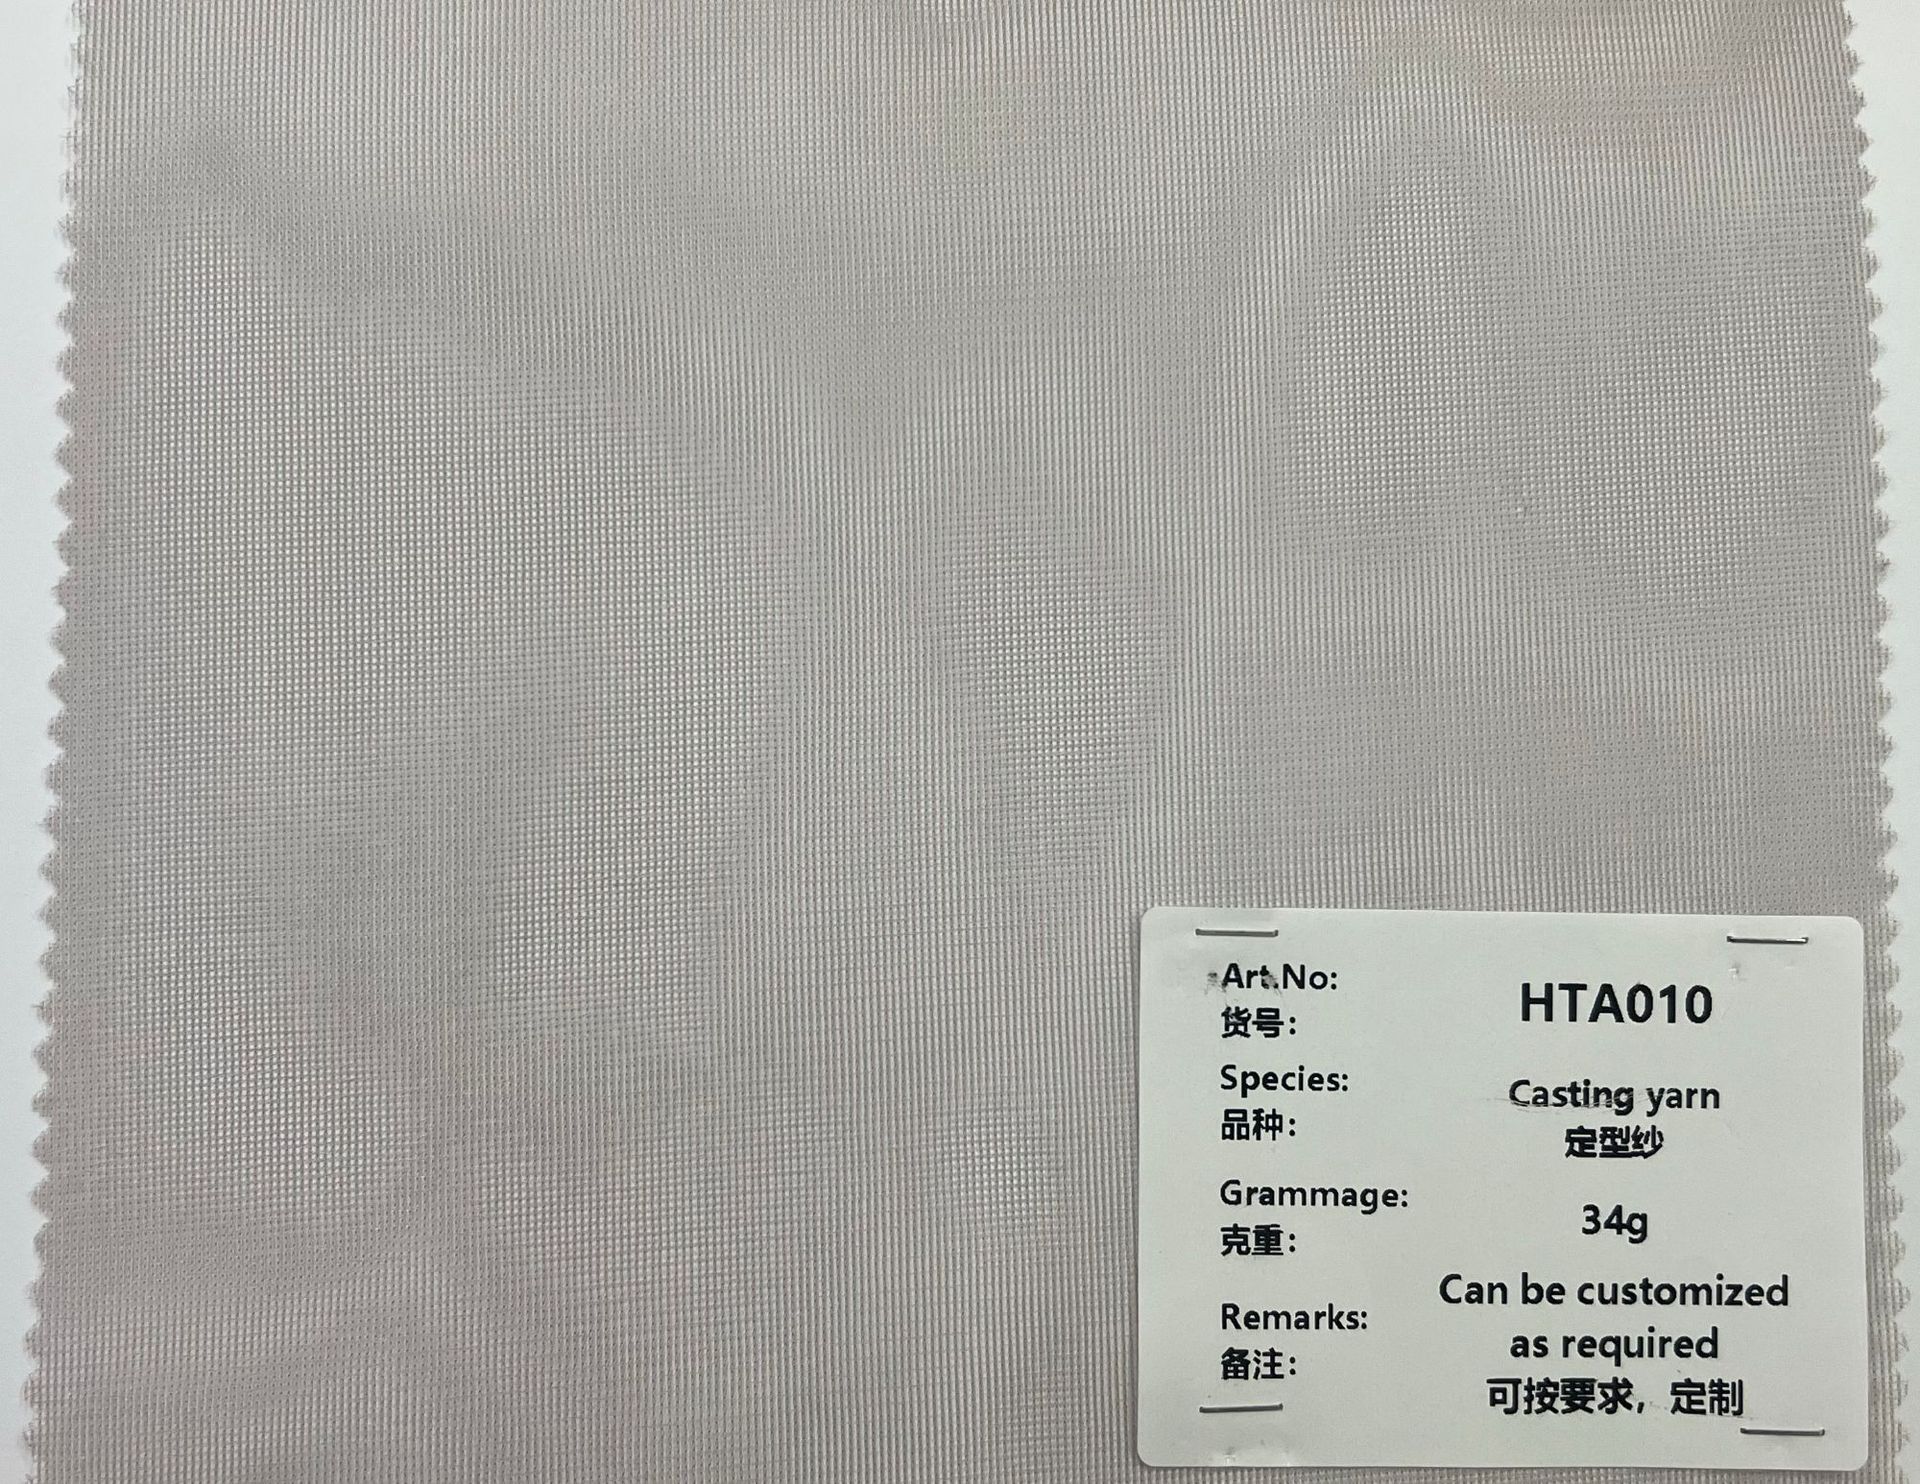 Art.No: HTA010
货号:
Species: Casting yarn
品种: 定型纱
Grammage: 34g
克重:
Remarks: Can be customized
as required
备注: 可按要求, 定制